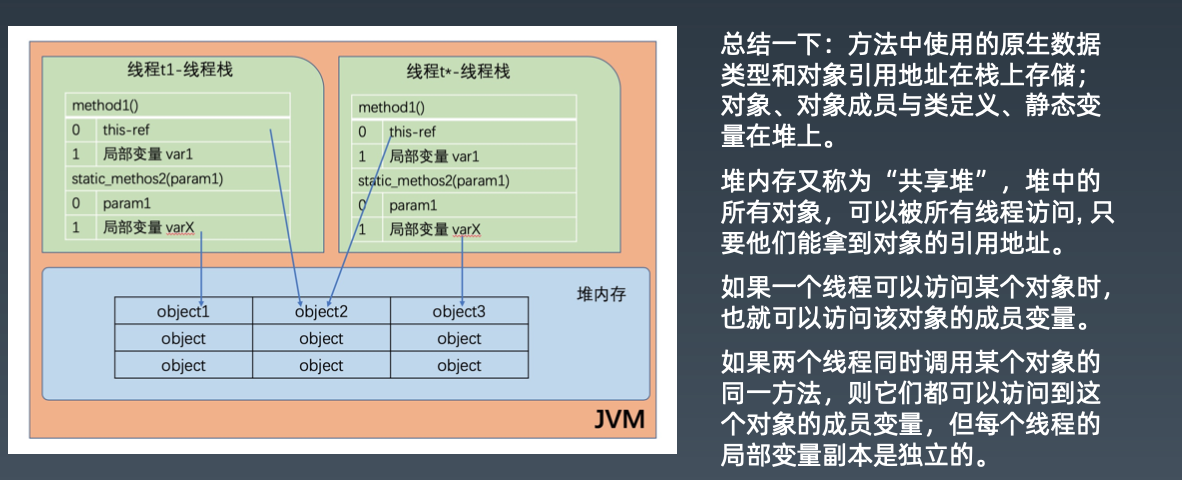 线程t1-线程栈
method1()
0 this-ref
1 局部变量 var1
static_methos2(param1)
0 param1
1 局部变量 varX
线程t*-线程栈
method1()
0 this-ref
1 局部变量 var1
static_methos2(param1)
0 param1
1 局部变量 varX
堆内存
object1 object2 object3
object object object
object object object
JVM
总结一下：方法中使用的原生数据
类型和对象引用地址在栈上存储；
对象、对象成员与类定义、静态变
量在堆上。
堆内存又称为“共享堆”，堆中的
所有对象，可以被所有线程访问, 只
要他们能拿到对象的引用地址。
如果一个线程可以访问某个对象时，
也就可以访问该对象的成员变量。
如果两个线程同时调用某个对象的
同一方法，则它们都可以访问到这
个对象的成员变量，但每个线程的
局部变量副本是独立的。